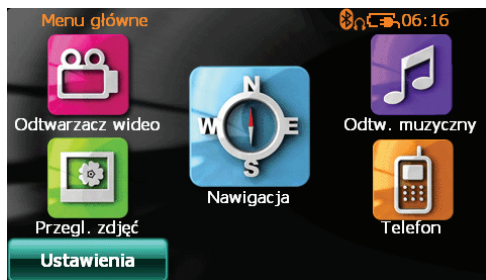 Menu główne
06:16
N
W E
S
Odtwarzacz wideo
Odtw. muzyczny
Nawigacja
Przegl. zdjęć
Telefon
Ustawienia